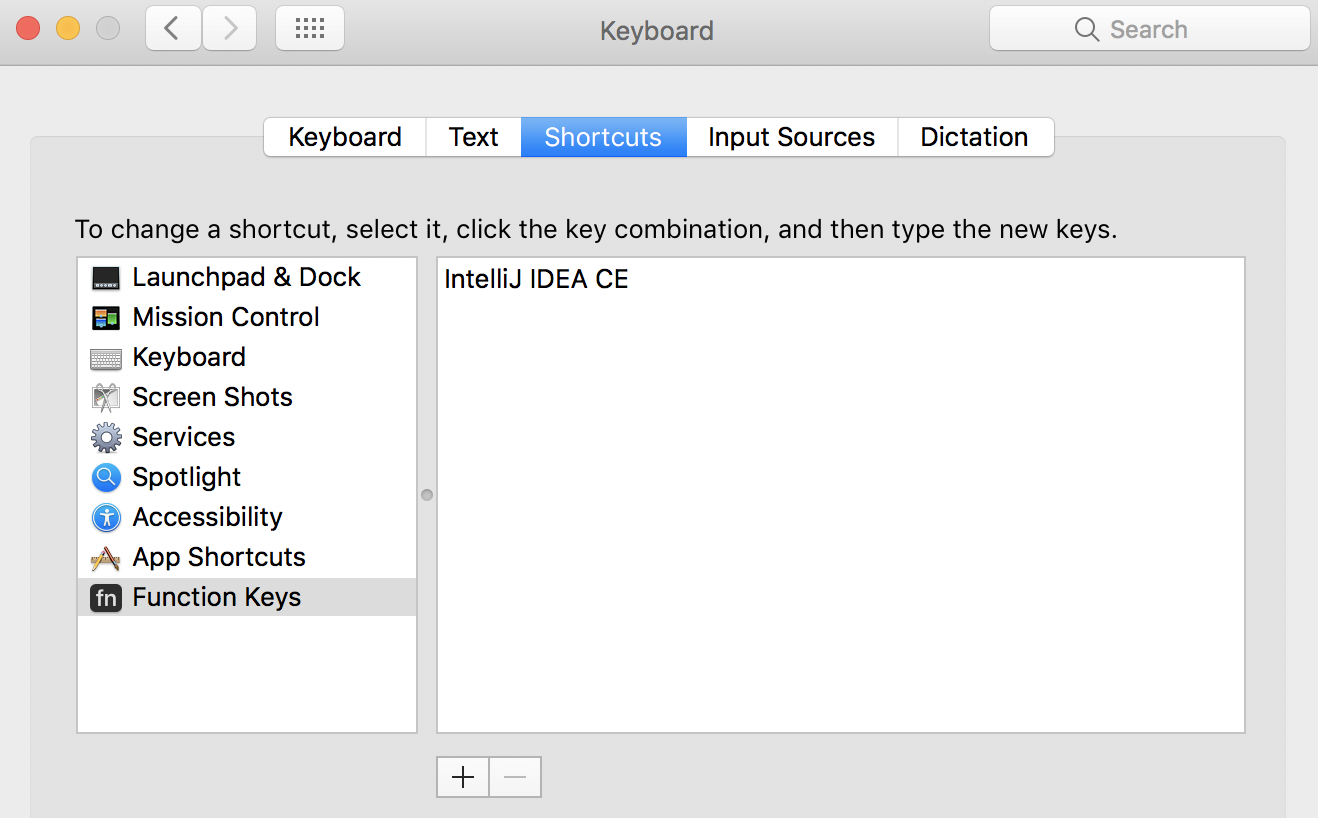 Keyboard
Search
Keyboard
Text
Shortcuts
Input Sources
Dictation
To change a shortcut, select it, click the key combination, and then type the new keys.
Launchpad & Dock
Mission Control
Keyboard
Screen Shots
Services
Spotlight
Accessibility
App Shortcuts
fn Function Keys
IntelliJ IDEA CE